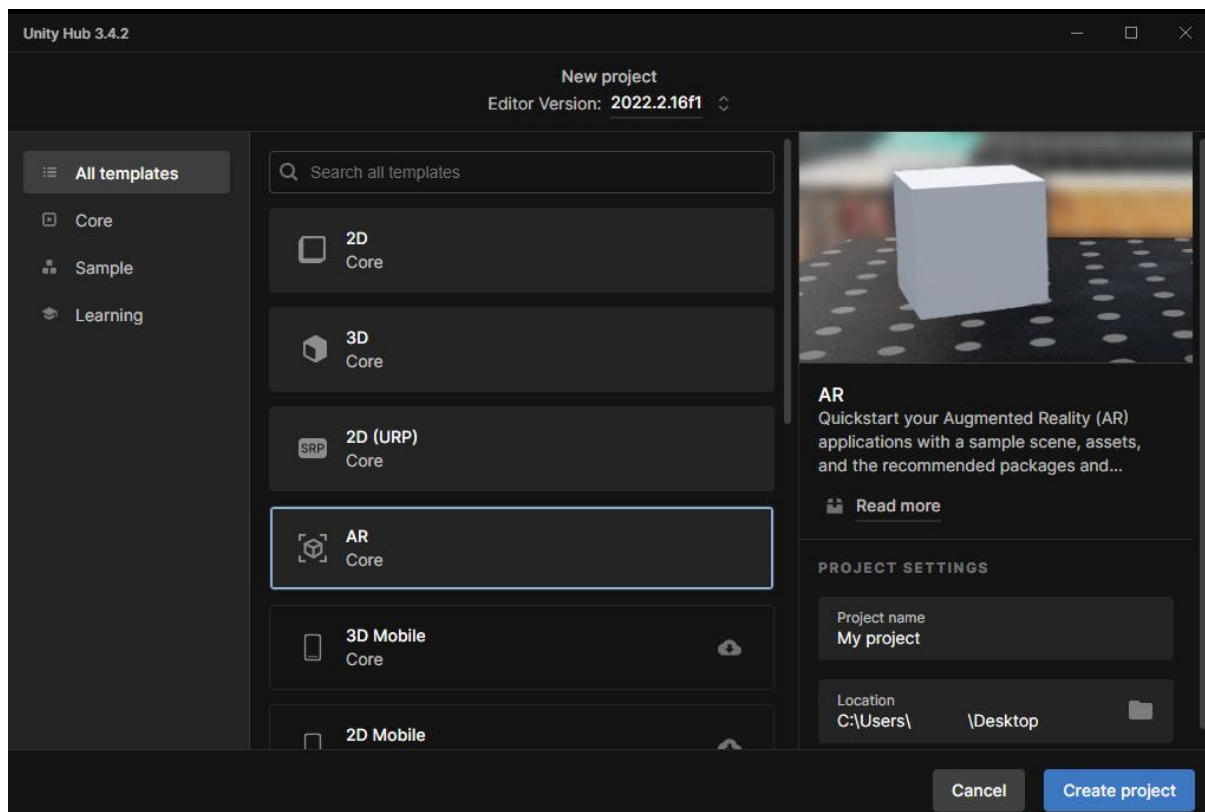 Unity Hub 3.4.2
New project
Editor Version: 2022.2.16f1
All templates
Core
Sample
Learning
Search all templates
2D
Core
3D
Core
SRP
2D (URP)
Core
AR
Core
3D Mobile
Core
2D Mobile
AR
Quickstart your Augmented Reality (AR)
applications with a sample scene, assets,
and the recommended packages and...
Read more
PROJECT SETTINGS
Project name
My project
Location
C:\Users\ \Desktop
Cancel
Create project